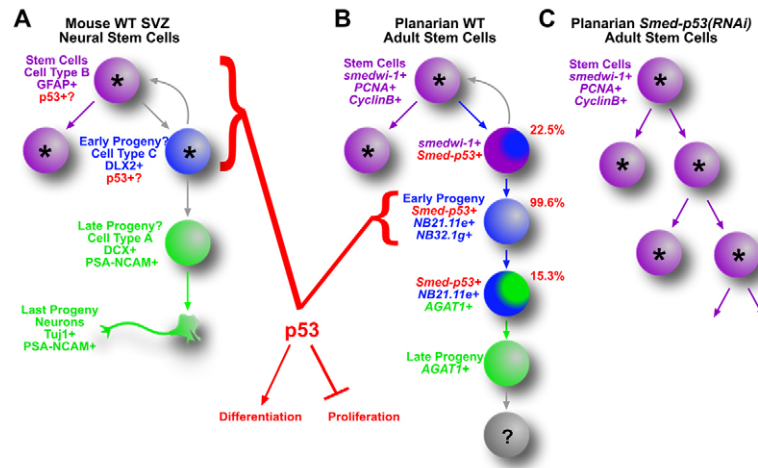 A
Mouse WT SVZ
Neural Stem Cells
Stem Cells
Cell Type B
GFAP+
p53+?
*
*
Early Progeny?
Cell Type C
DLX2+
p53+?
*
Late Progeny?
Cell Type A
DCX+
PSA-NCAM+
Last Progeny
Neurons
Tuj1+
PSA-NCAM+
p53
Differentiation
Proliferation
B
Planarian WT
Adult Stem Cells
Stem Cells
smedwi-1+
PCNA+
CyclinB+
*
*
smedwi-1+
Smed-p53+
22.5%
Early Progeny
Smed-p53+
NB21.11e+
NB32.1g+
99.6%
Smed-p53+
NB21.11e+
AGAT1+
15.3%
Late Progeny
AGAT1+
?
C
Planarian Smed-p53(RNAi)
Adult Stem Cells
Stem Cells
smedwi-1+
PCNA+
CyclinB+
*
*
*
*
*